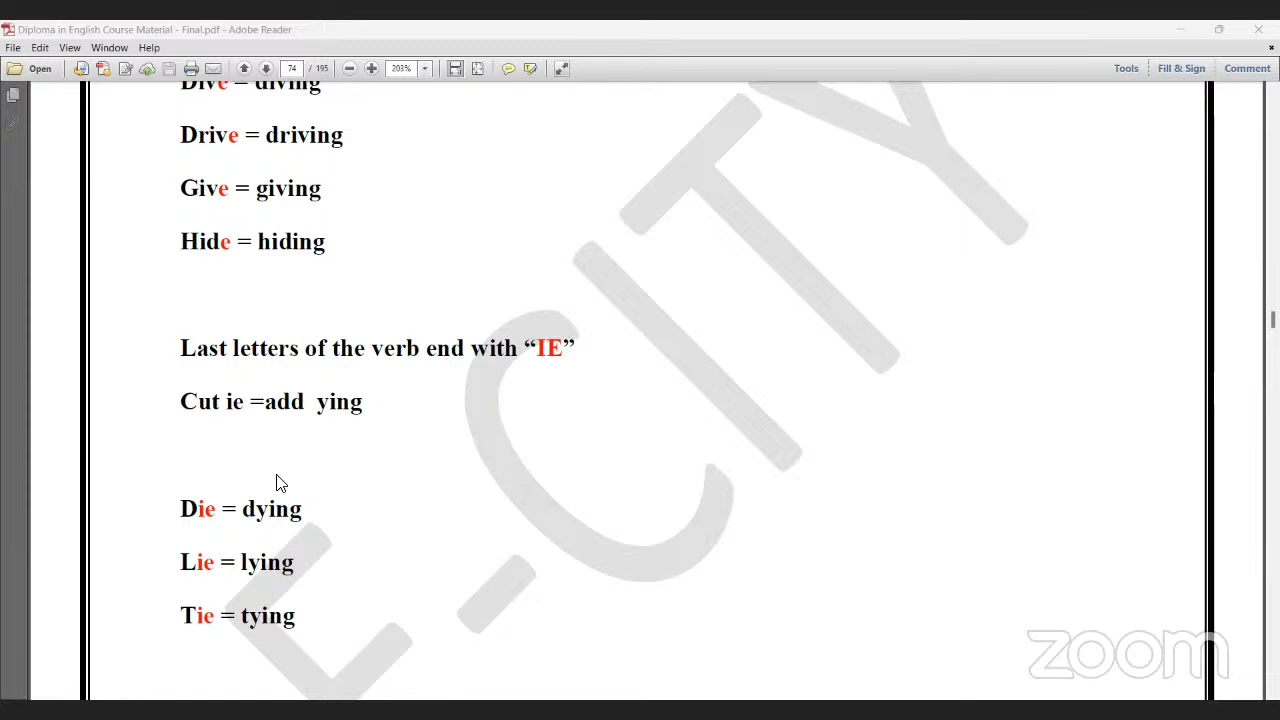 Diploma in English Course Material - Final.pdf - Adobe Reader
File Edit View Window Help
Open 74 / 195 203% Tools Fill & Sign Comment
Dive = diving
Drive = driving
Give = giving
Hide = hiding
Last letters of the verb end with “IE”
Cut ie =add ying
Die = dying
Lie = lying
Tie = tying
E-CITY
zoom